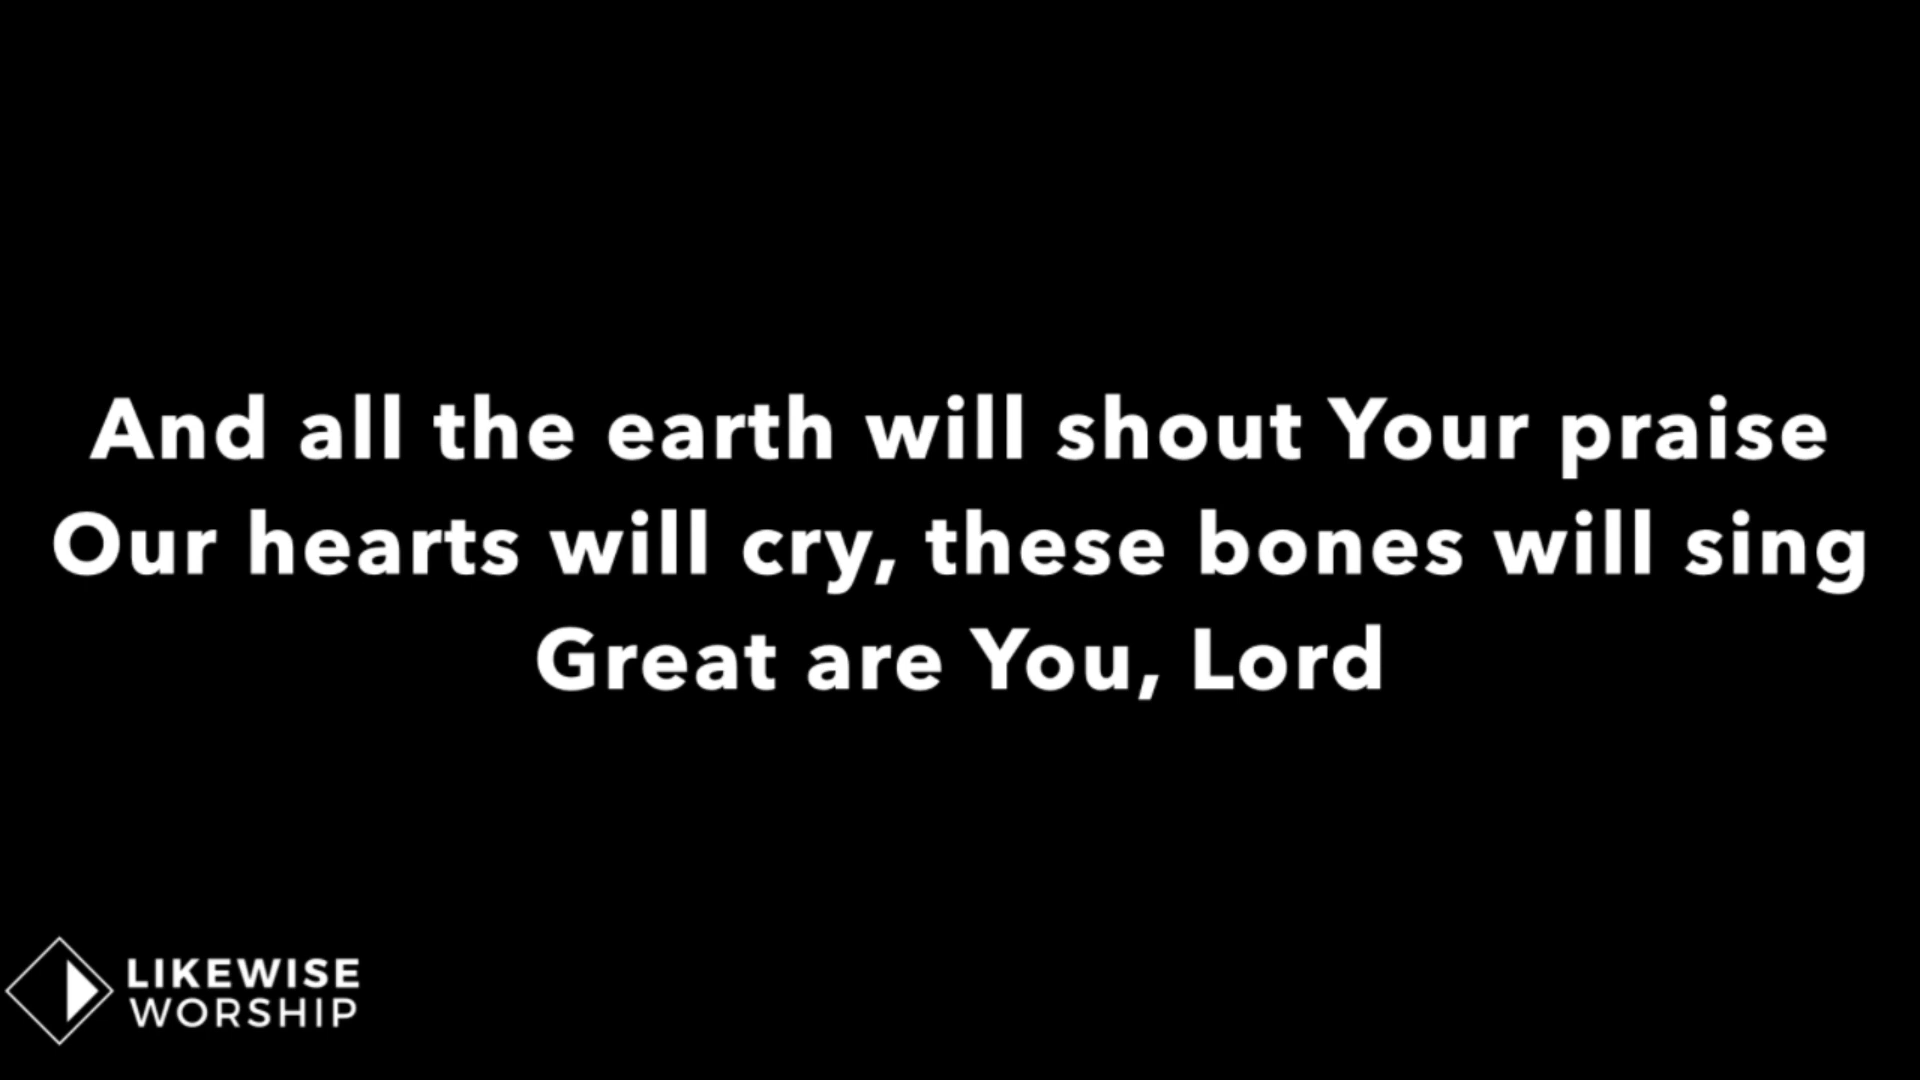 And all the earth will shout Your praise
Our hearts will cry, these bones will sing
Great are You, Lord
LIKEWISE
WORSHIP